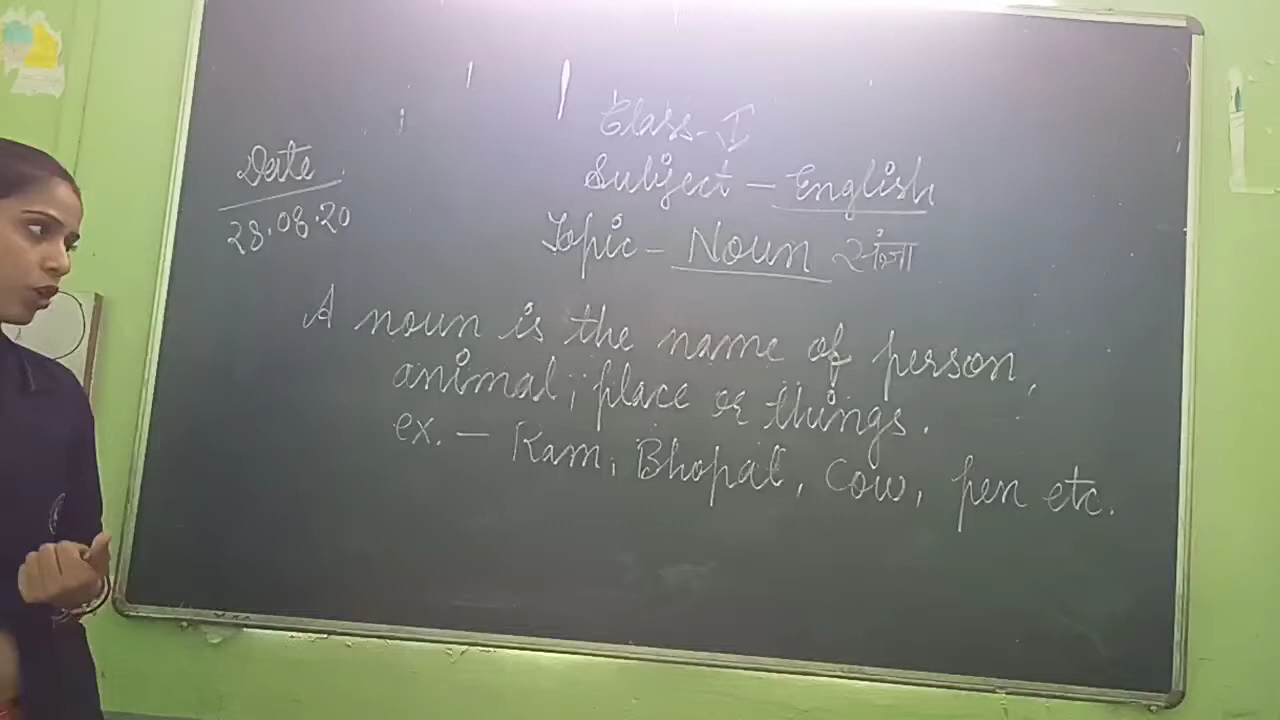 Class - I
Subject - English
Topic - Noun संज्ञा
Date
28.08.20
A noun is the name of person,
animal, place or things.
ex. - Ram, Bhopal, Cow, pen etc.